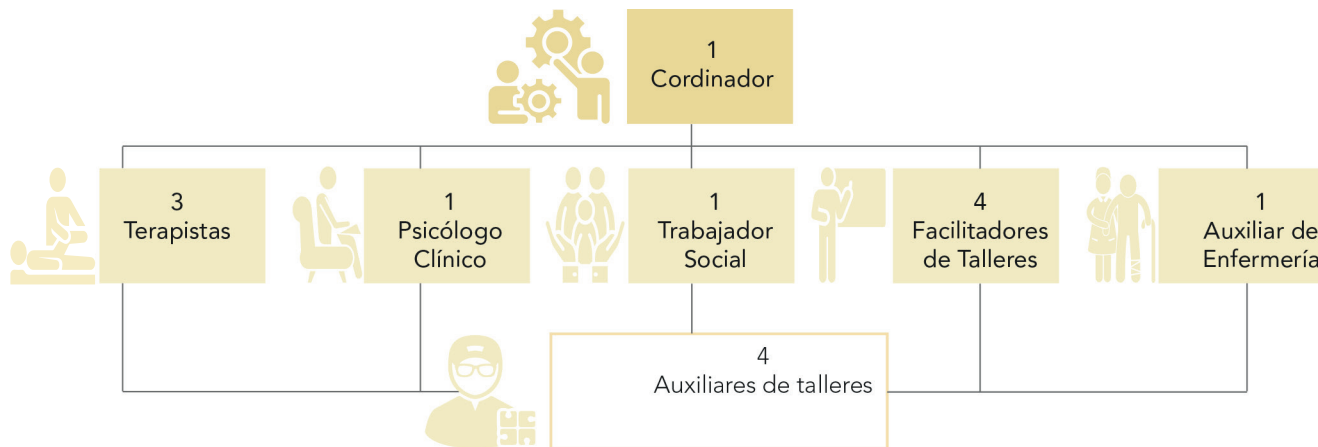 1
Cordinador
3
Terapistas
1
Psicólogo
Clínico
1
Trabajador
Social
4
Facilitadores
de Talleres
1
Auxiliar de
Enfermería
4
Auxiliares de talleres